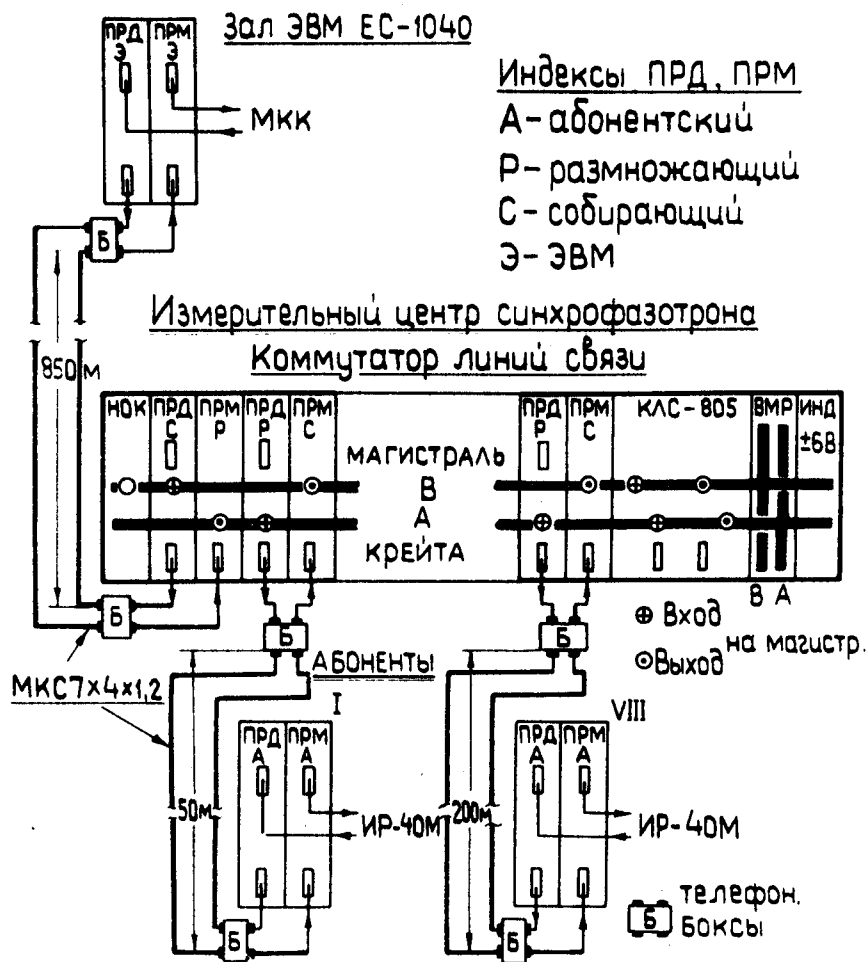 Зал ЭВМ ЕС-1040
ПРД ПРМ
Э Э
МКК
Индексы ПРД, ПРМ
А- абонентский
Р- размножающий
С- собирающий
Э- ЭВМ
Б
850 м
Измерительный центр синхрофазотрона
Коммутатор линий связи
НОК ПРД С ПРМ Р ПРД Р ПРМ С
ПРД Р ПРМ С КЛС-805 ВМР ИНД ±6В
МАГИСТРАЛЬ
В
А
КРЕЙТА
В А
Б
Б
Б
⊕ Вход
⊙ Выход
на магистр.
МКС7×4×1,2
АБОНЕНТЫ
I
VIII
ПРД ПРМ
А А
ПРД ПРМ
А А
50м
ИР-40М
200м
ИР-40М
Б
Б
Б
телефон.
боксы